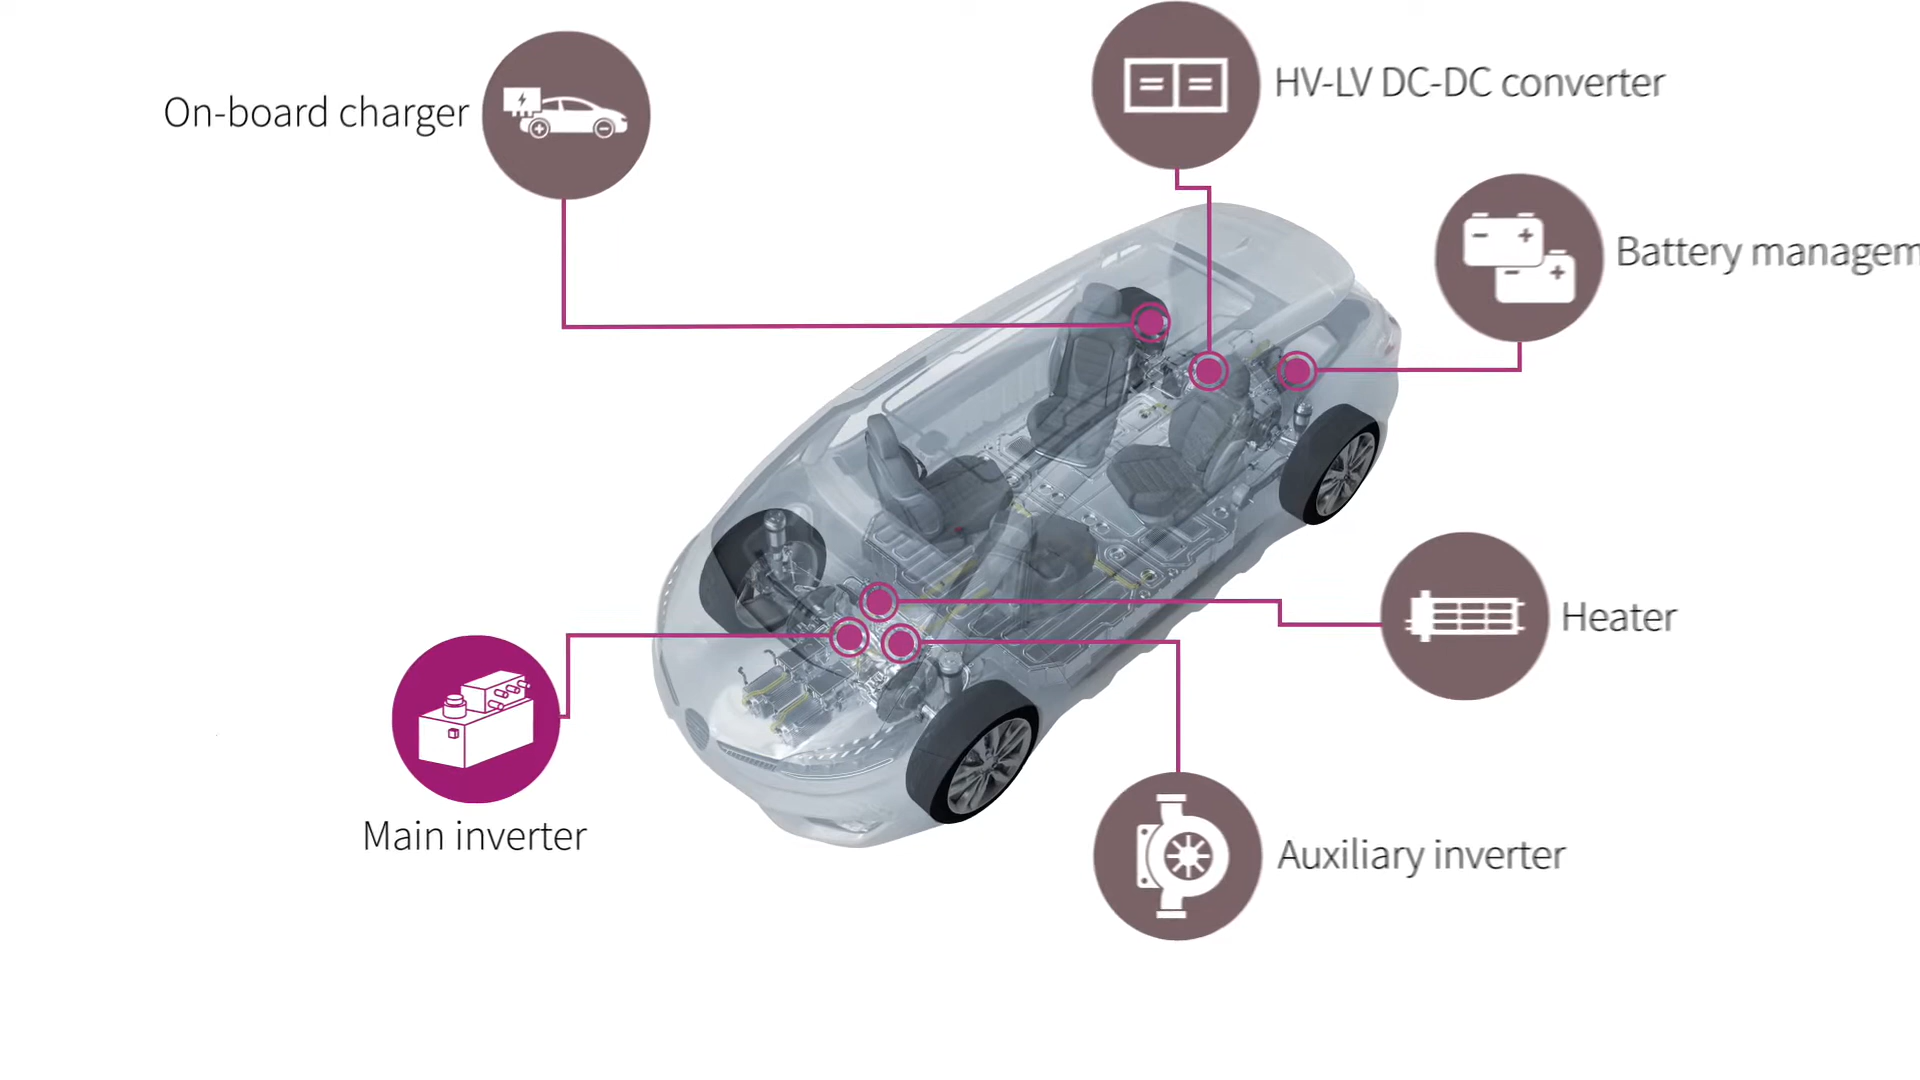 On-board charger
HV-LV DC-DC converter
Battery managem
Heater
Main inverter
Auxiliary inverter